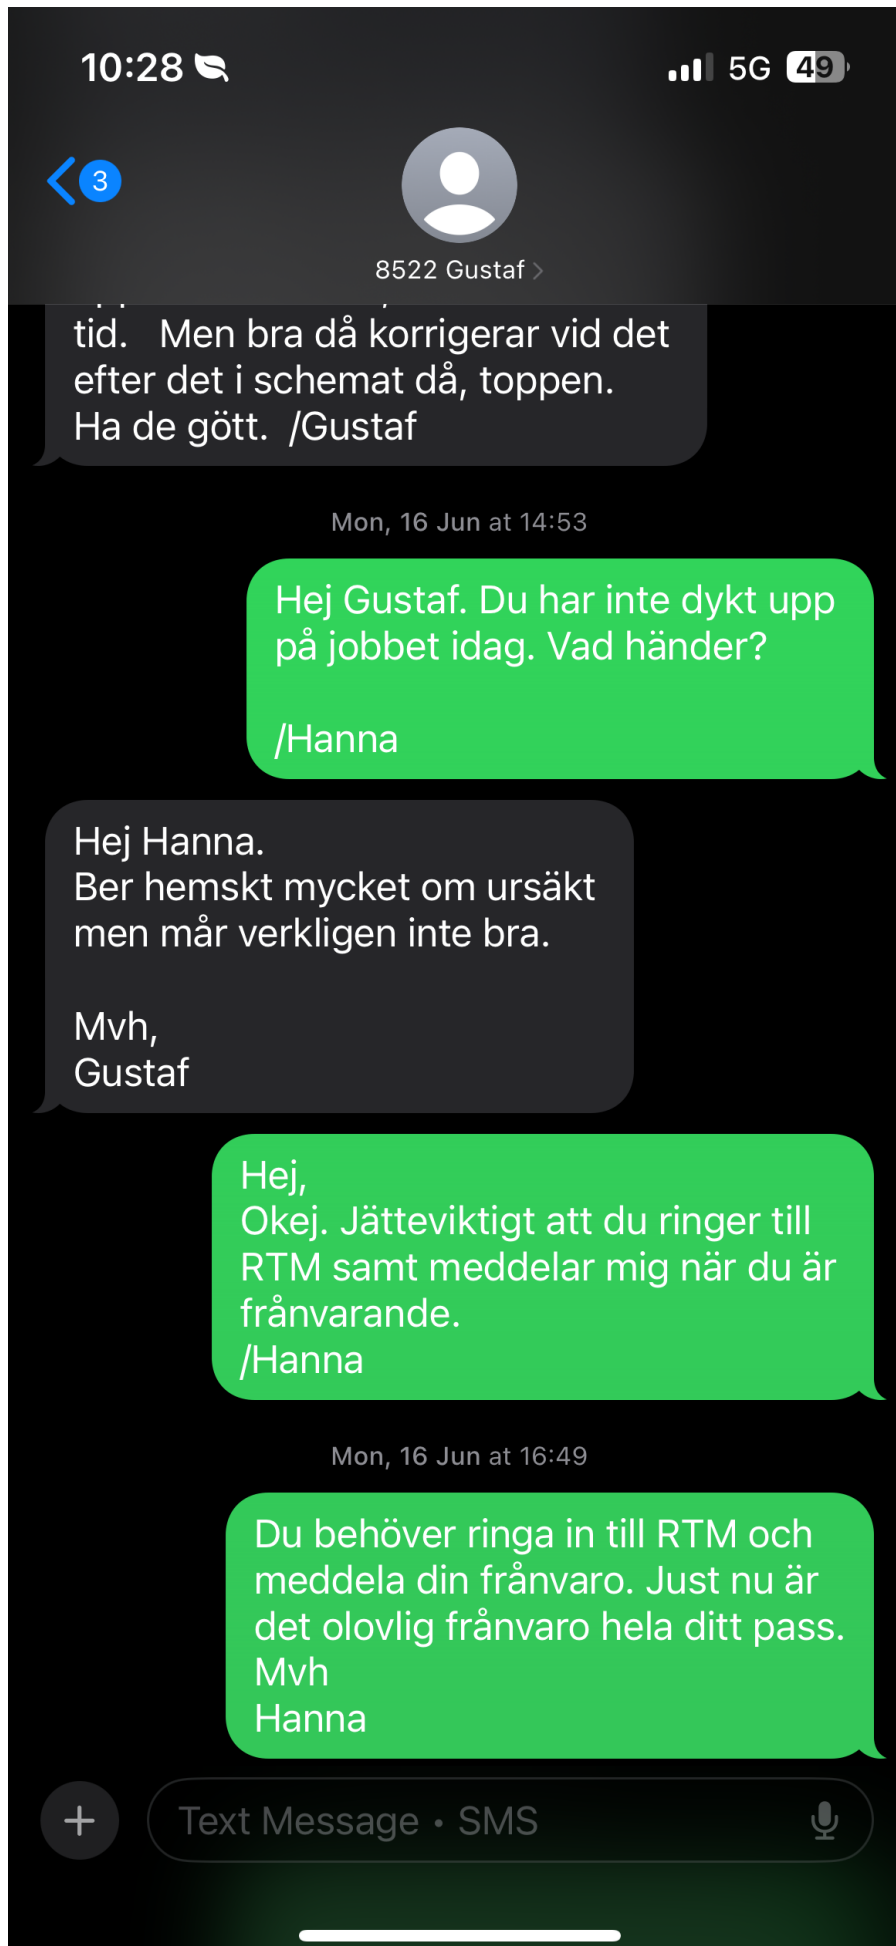 10:28
5G 49
3
8522 Gustaf
tid. Men bra då korrigerar vid det
efter det i schemat då, toppen.
Ha de gött. /Gustaf
Mon, 16 Jun at 14:53
Hej Gustaf. Du har inte dykt upp
på jobbet idag. Vad händer?
/Hanna
Hej Hanna.
Ber hemskt mycket om ursäkt
men mår verkligen inte bra.
Mvh,
Gustaf
Hej,
Okej. Jätteviktigt att du ringer till
RTM samt meddelar mig när du är
frånvarande.
/Hanna
Mon, 16 Jun at 16:49
Du behöver ringa in till RTM och
meddela din frånvaro. Just nu är
det olovlig frånvaro hela ditt pass.
Mvh
Hanna
Text Message • SMS